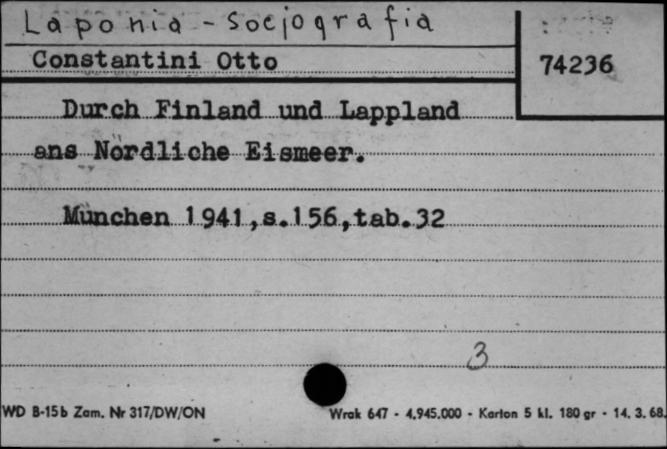 Laponia - Socjografia
Constantini Otto
74236
Durch Finland und Lappland
ans Nördliche Eismeer.
München 1941,s.156,tab.32
3
WD B-15b Zam. Nr 317/DW/ON
Wrak 647 - 4.945.000 - Karton 5 kl. 180 gr - 14. 3. 68.